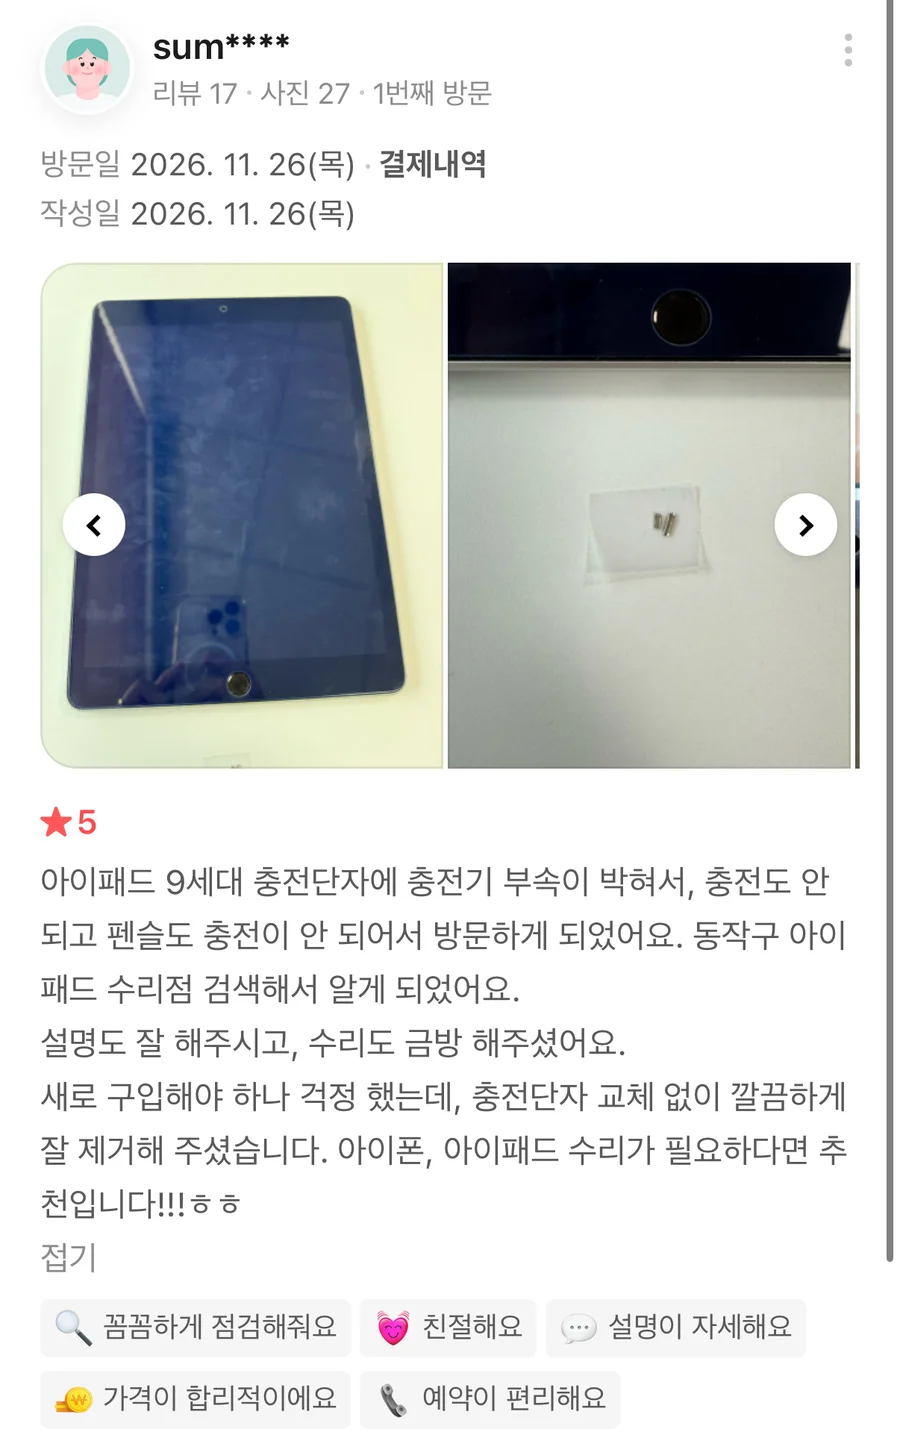 sum****
리뷰 17 · 사진 27 · 1번째 방문
방문일 2026. 11. 26(목) · 결제내역
작성일 2026. 11. 26(목)
5
아이패드 9세대 충전단자에 충전기 부속이 박혀서, 충전도 안
되고 펜슬도 충전이 안 되어서 방문하게 되었어요. 동작구 아이
패드 수리점 검색해서 알게 되었어요.
설명도 잘 해주시고, 수리도 금방 해주셨어요.
새로 구입해야 하나 걱정 했는데, 충전단자 교체 없이 깔끔하게
잘 제거해 주셨습니다. 아이폰, 아이패드 수리가 필요하다면 추
천입니다!!!ㅎㅎ
접기
꼼꼼하게 점검해줘요
친절해요
설명이 자세해요
가격이 합리적이에요
예약이 편리해요